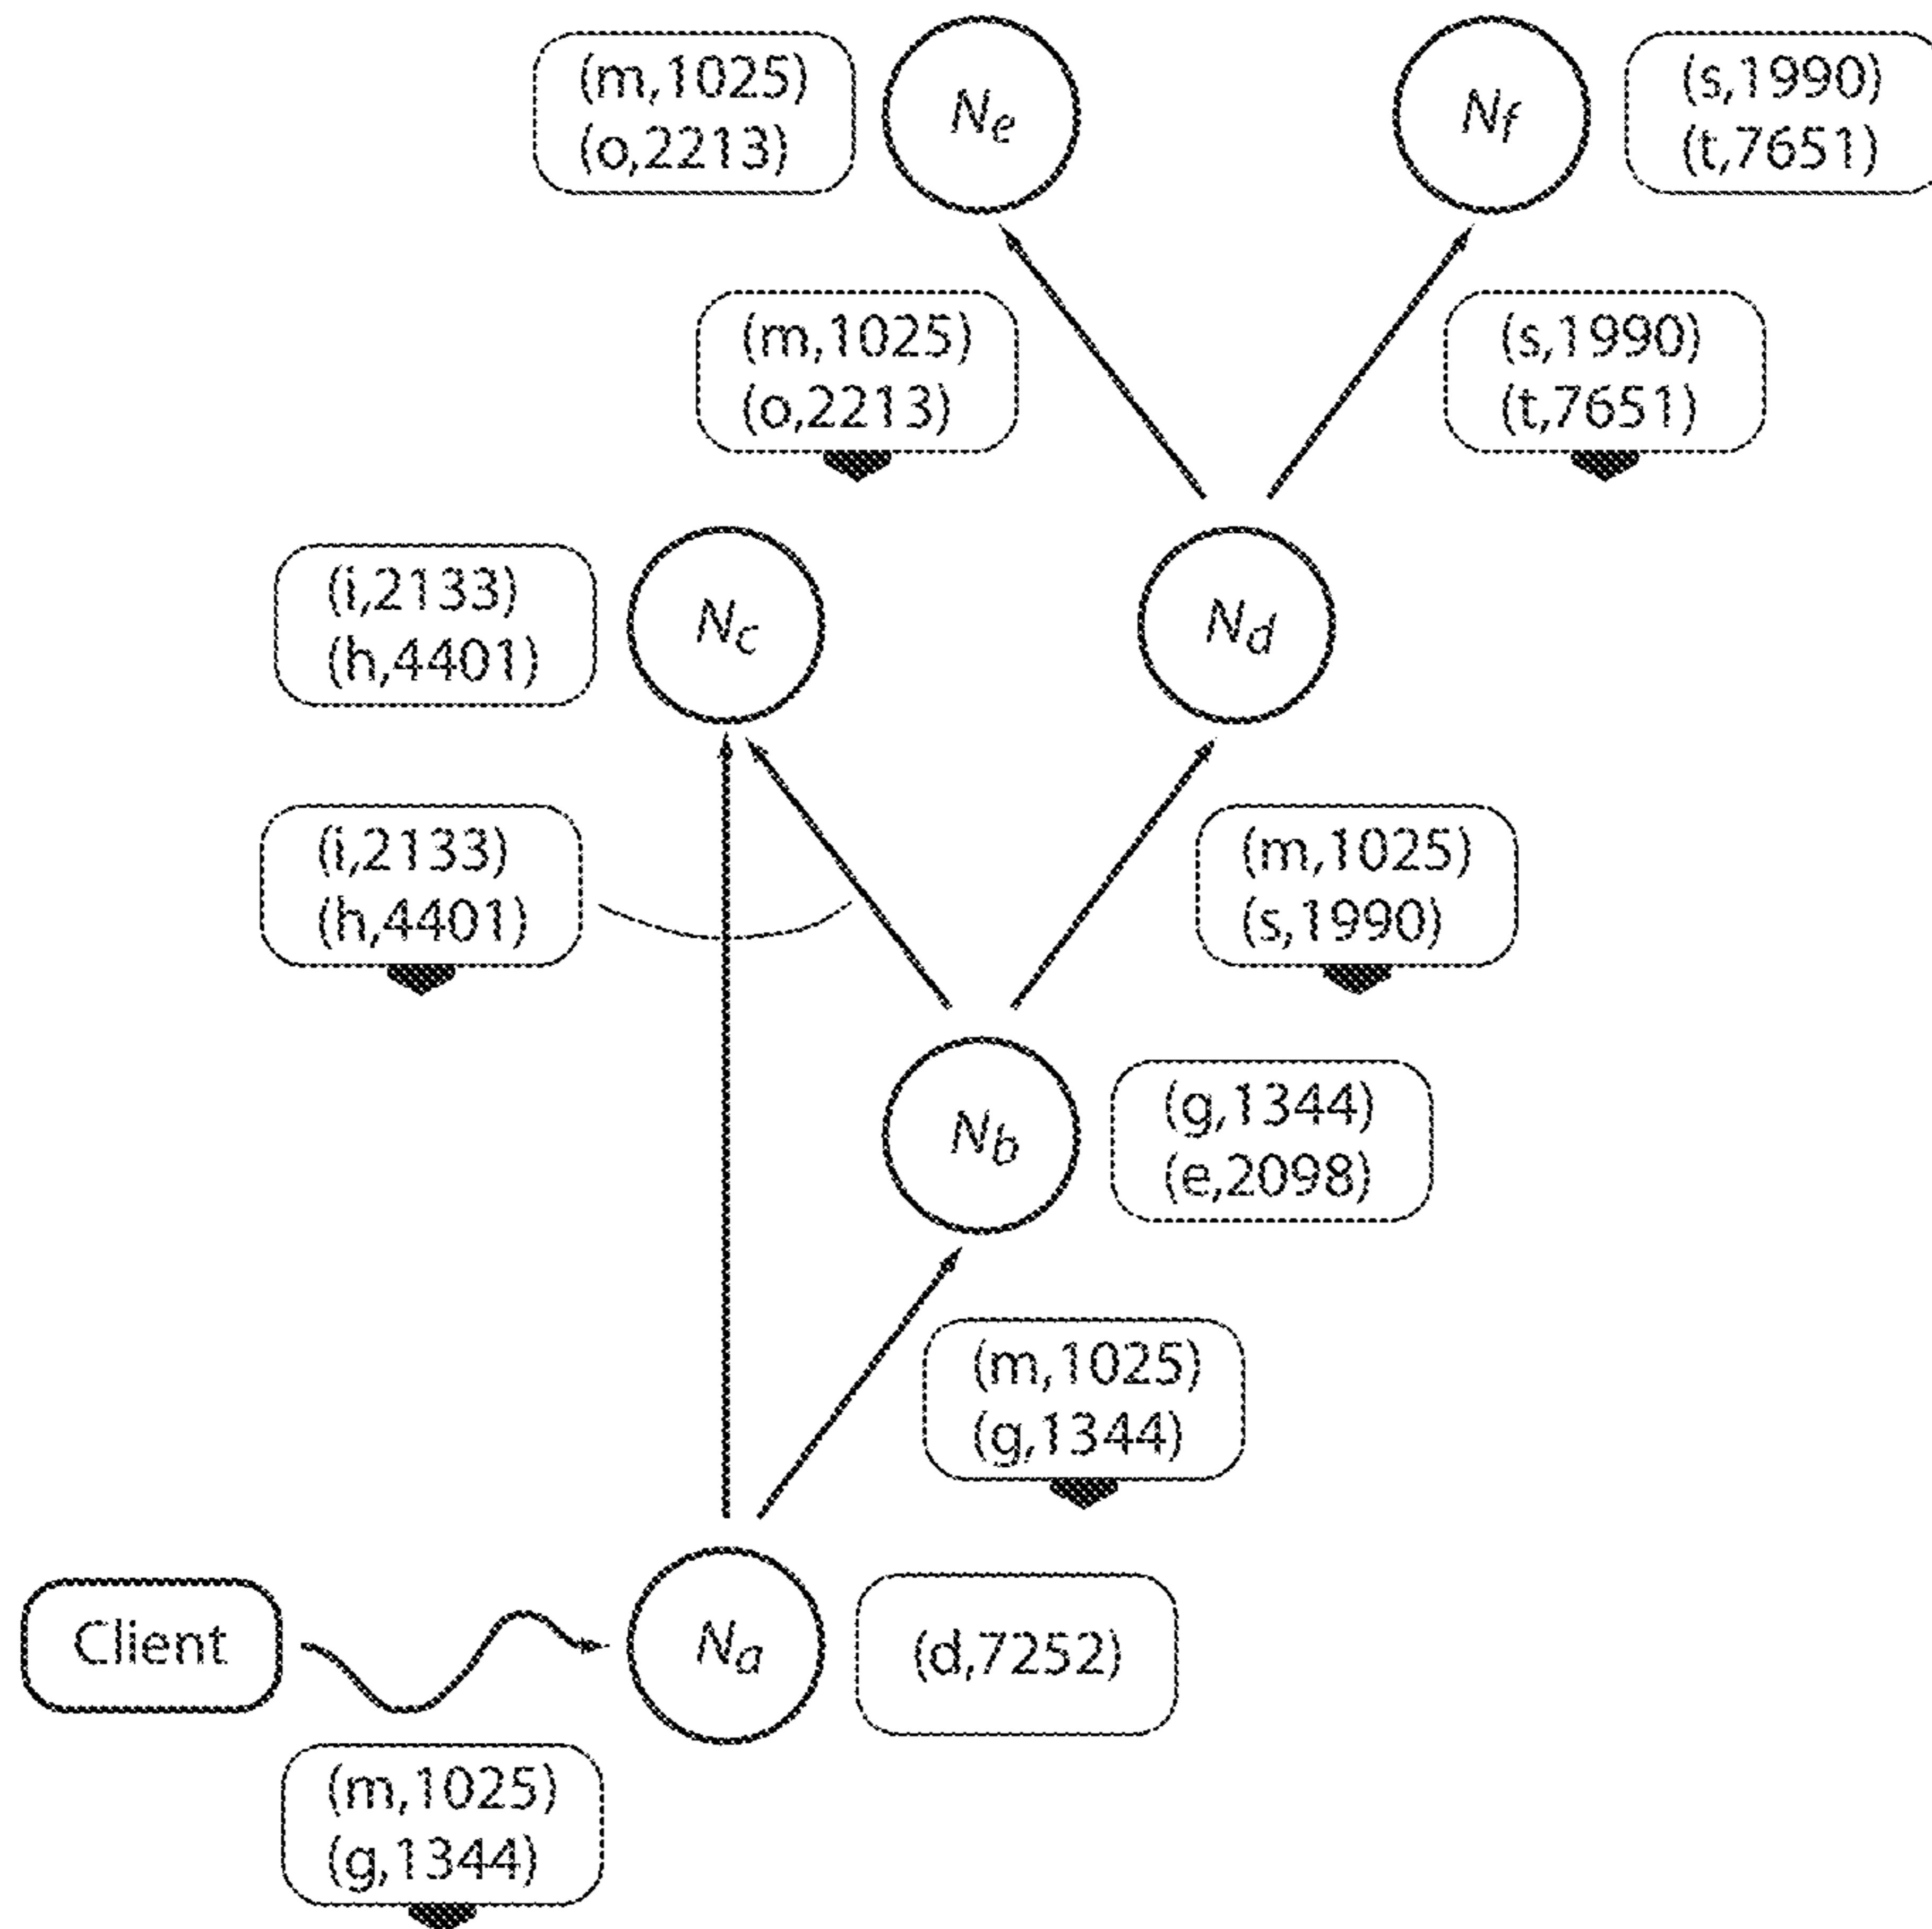 (m,1025)
(o,2213)
Ne
Nf
(s,1990)
(t,7651)
(m,1025)
(o,2213)
(s,1990)
(t,7651)
(i,2133)
(h,4401)
Nc
Nd
(i,2133)
(h,4401)
(m,1025)
(s,1990)
Nb
(g,1344)
(e,2098)
(m,1025)
(g,1344)
Client
Na
(d,7252)
(m,1025)
(g,1344)